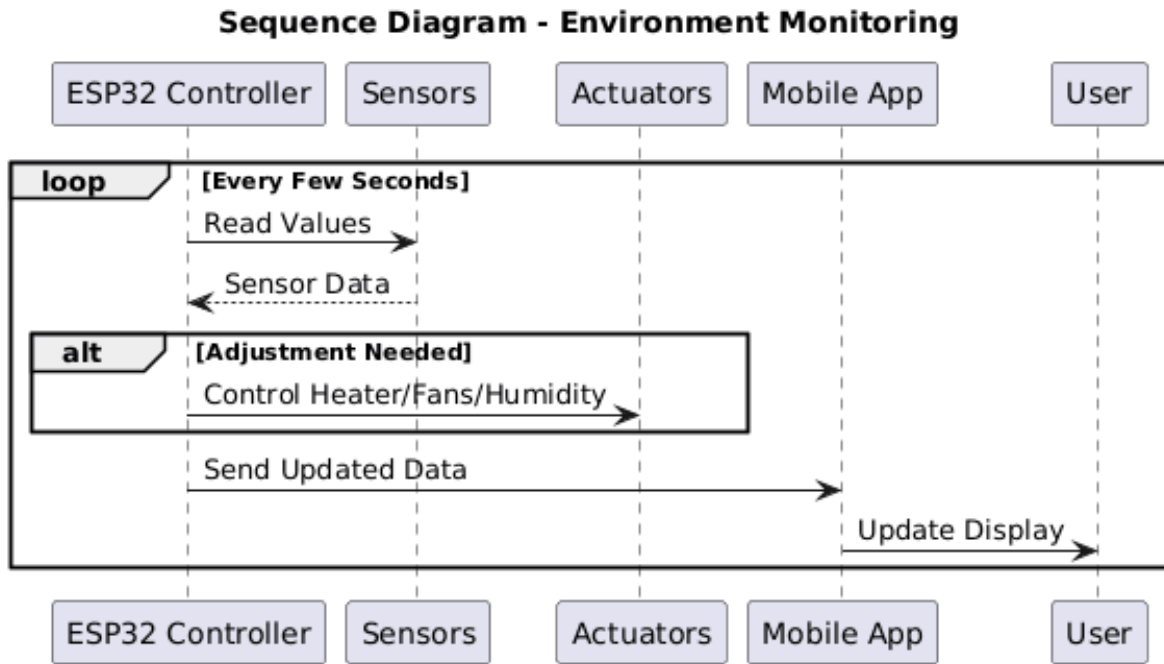 Sequence Diagram - Environment Monitoring
ESP32 Controller Sensors Actuators Mobile App User
loop [Every Few Seconds]
Read Values
Sensor Data
alt [Adjustment Needed]
Control Heater/Fans/Humidity
Send Updated Data
Update Display
ESP32 Controller Sensors Actuators Mobile App User